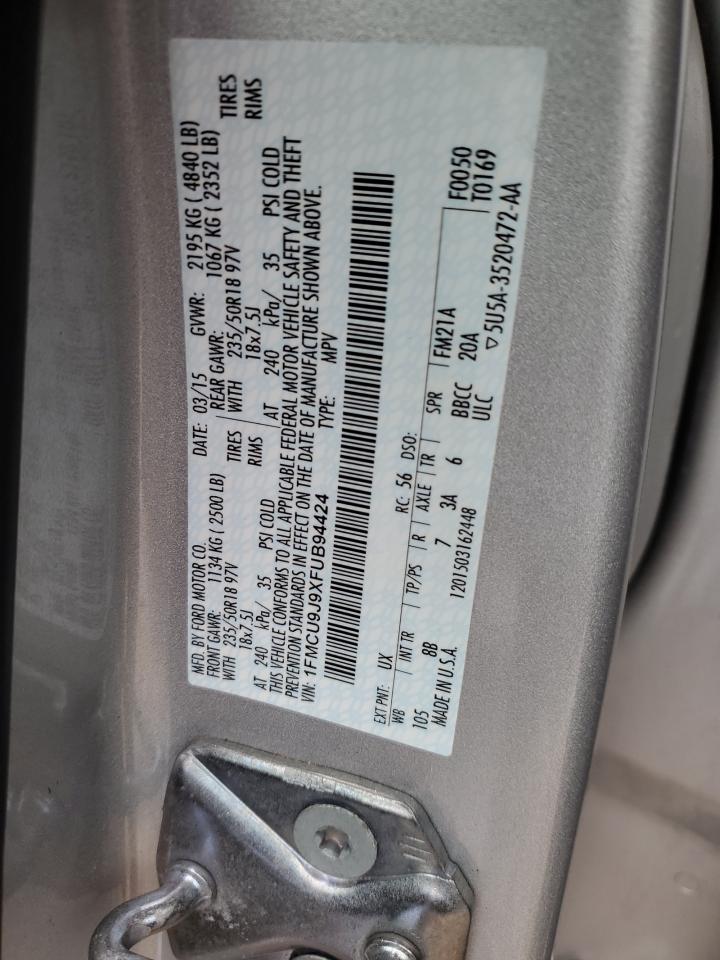 MFD. BY FORD MOTOR CO. DATE: 03/15 GVWR: 2195 KG ( 4840 LB)
FRONT GAWR: 1134 KG ( 2500 LB) REAR GAWR: 1067 KG ( 2352 LB)
WITH 235/50R18 97V TIRES WITH 235/50R18 97V TIRES
18x7.5J RIMS 18x7.5J RIMS
AT 240 kPa/ 35 PSI COLD AT 240 kPa/ 35 PSI COLD
THIS VEHICLE CONFORMS TO ALL APPLICABLE FEDERAL MOTOR VEHICLE SAFETY AND THEFT
PREVENTION STANDARDS IN EFFECT ON THE DATE OF MANUFACTURE SHOWN ABOVE.
VIN: 1FMCU9J9XFUB94424 TYPE: MPV
F0050
T0169
EXT PNT: UX RC: 56 DSO:
WB INT TR TP/PS R AXLE TR SPR FM21A
105 8B 7 3A 6 BBCC 20A
MADE IN U.S.A. 1201503162448 ULC ▽5U5A-3520472-AA